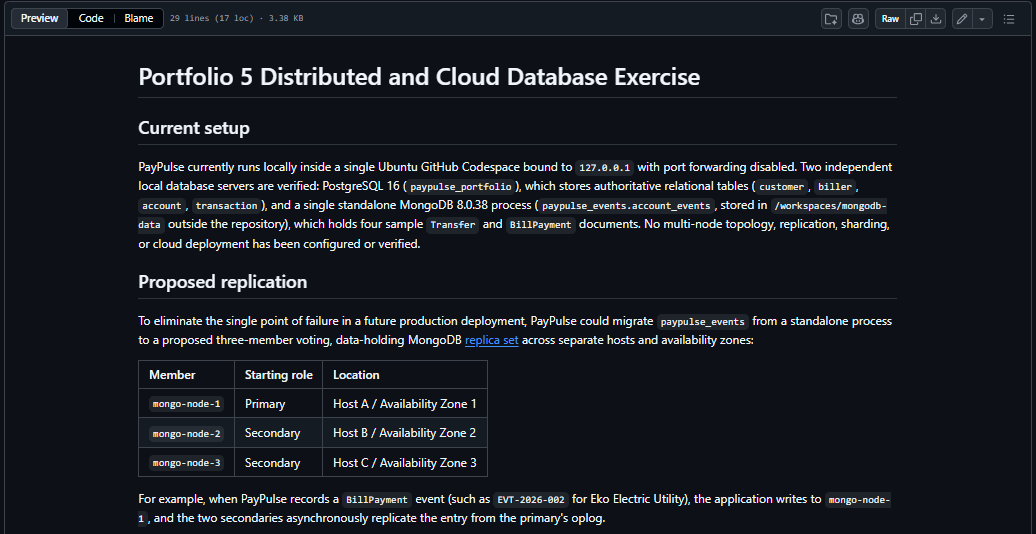 Preview Code Blame 29 lines (17 loc) · 3.38 KB Raw
Portfolio 5 Distributed and Cloud Database Exercise
Current setup
PayPulse currently runs locally inside a single Ubuntu GitHub Codespace bound to 127.0.0.1 with port forwarding disabled. Two independent
local database servers are verified: PostgreSQL 16 ( paypulse_portfolio ), which stores authoritative relational tables ( customer , biller ,
account , transaction ), and a single standalone MongoDB 8.0.38 process ( paypulse_events.account_events , stored in /workspaces/mongodb-
data outside the repository), which holds four sample Transfer and BillPayment documents. No multi-node topology, replication, sharding,
or cloud deployment has been configured or verified.
Proposed replication
To eliminate the single point of failure in a future production deployment, PayPulse could migrate paypulse_events from a standalone process
to a proposed three-member voting, data-holding MongoDB replica set across separate hosts and availability zones:
Member Starting role Location
mongo-node-1 Primary Host A / Availability Zone 1
mongo-node-2 Secondary Host B / Availability Zone 2
mongo-node-3 Secondary Host C / Availability Zone 3
For example, when PayPulse records a BillPayment event (such as EVT-2026-002 for Eko Electric Utility), the application writes to mongo-node-
1 , and the two secondaries asynchronously replicate the entry from the primary's oplog.